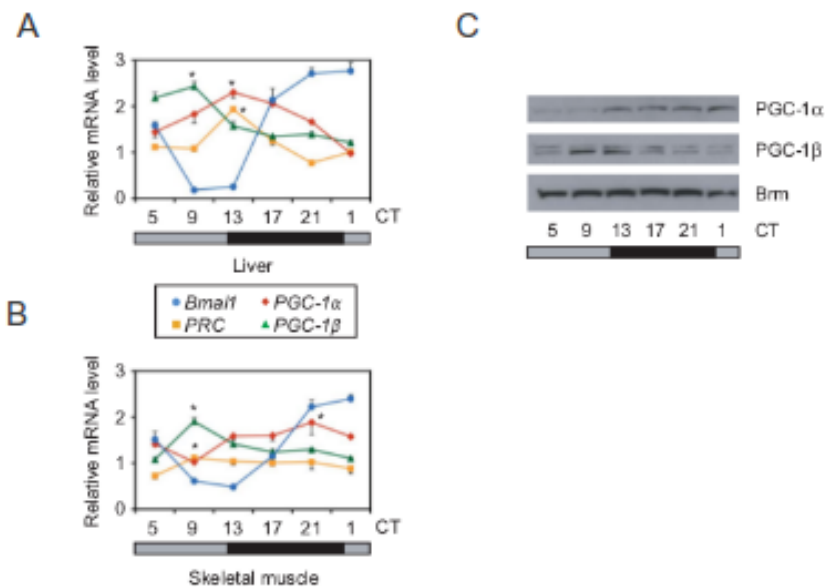 A
Relative mRNA level
3
2
1
0
5 9 13 17 21 1 CT
Liver
Bmal1 PGC-1α
PRC PGC-1β
B
Relative mRNA level
3
2
1
0
5 9 13 17 21 1 CT
Skeletal muscle
C
PGC-1α
PGC-1β
Brm
5 9 13 17 21 1 CT